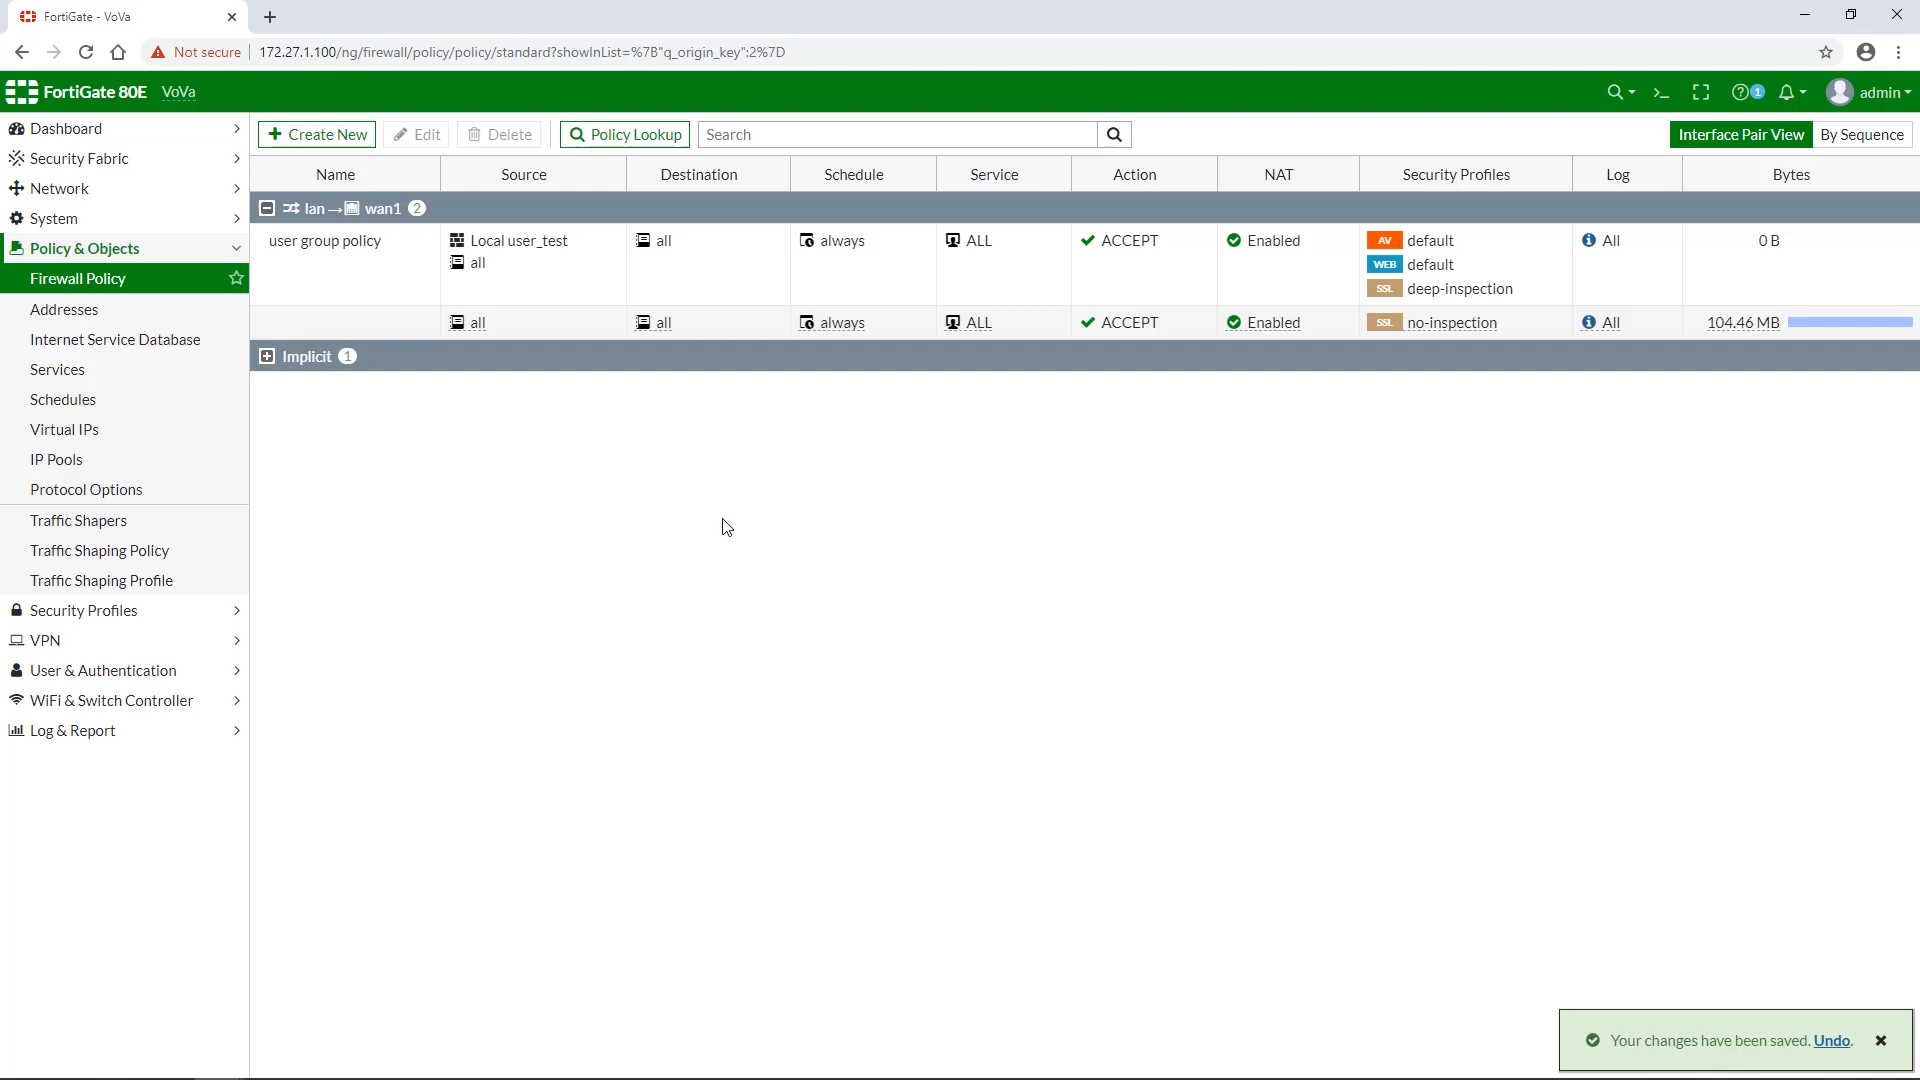 FortiGate - VoVa
Not secure
172.27.1.100/ng/firewall/policy/policy/standard?showInList=%7B"q_origin_key":2%7D
FortiGate 80E VoVa
1
admin
Dashboard
Security Fabric
Network
System
Policy & Objects
Firewall Policy
Addresses
Internet Service Database
Services
Schedules
Virtual IPs
IP Pools
Protocol Options
Traffic Shapers
Traffic Shaping Policy
Traffic Shaping Profile
Security Profiles
VPN
User & Authentication
WiFi & Switch Controller
Log & Report
Create New Edit Delete Policy Lookup Search Interface Pair View By Sequence
Name Source Destination Schedule Service Action NAT Security Profiles Log Bytes
lan → wan1 2
user group policy Local user_test all always ALL ACCEPT Enabled AV default All 0 B
all WEB default
SSL deep-inspection
all all always ALL ACCEPT Enabled SSL no-inspection All 104.46 MB
Implicit 1
Your changes have been saved. Undo.